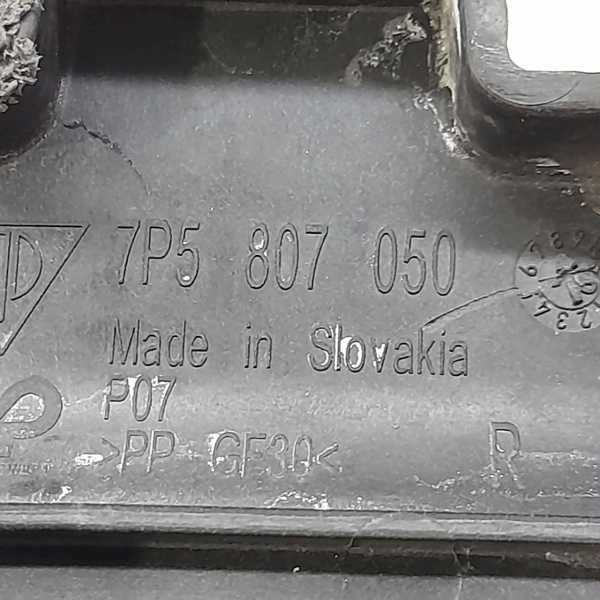 7P5 807 050
Made in Slovakia
P07
>PP GF30<
R